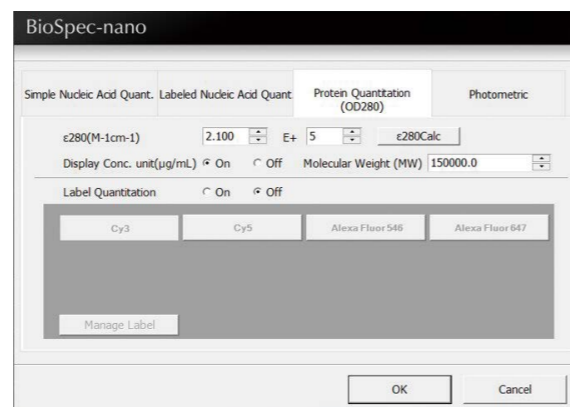 BioSpec-nano
Simple Nucleic Acid Quant. Labeled Nucleic Acid Quant Protein Quantitation (OD280) Photometric
ε280(M-1cm-1) 2.100 E+ 5 ε280Calc
Display Conc. unit(μg/mL) On Off Molecular Weight (MW) 150000.0
Label Quantitation On Off
Cy3 Cy5 Alexa Fluor 546 Alexa Fluor 647
Manage Label
OK Cancel